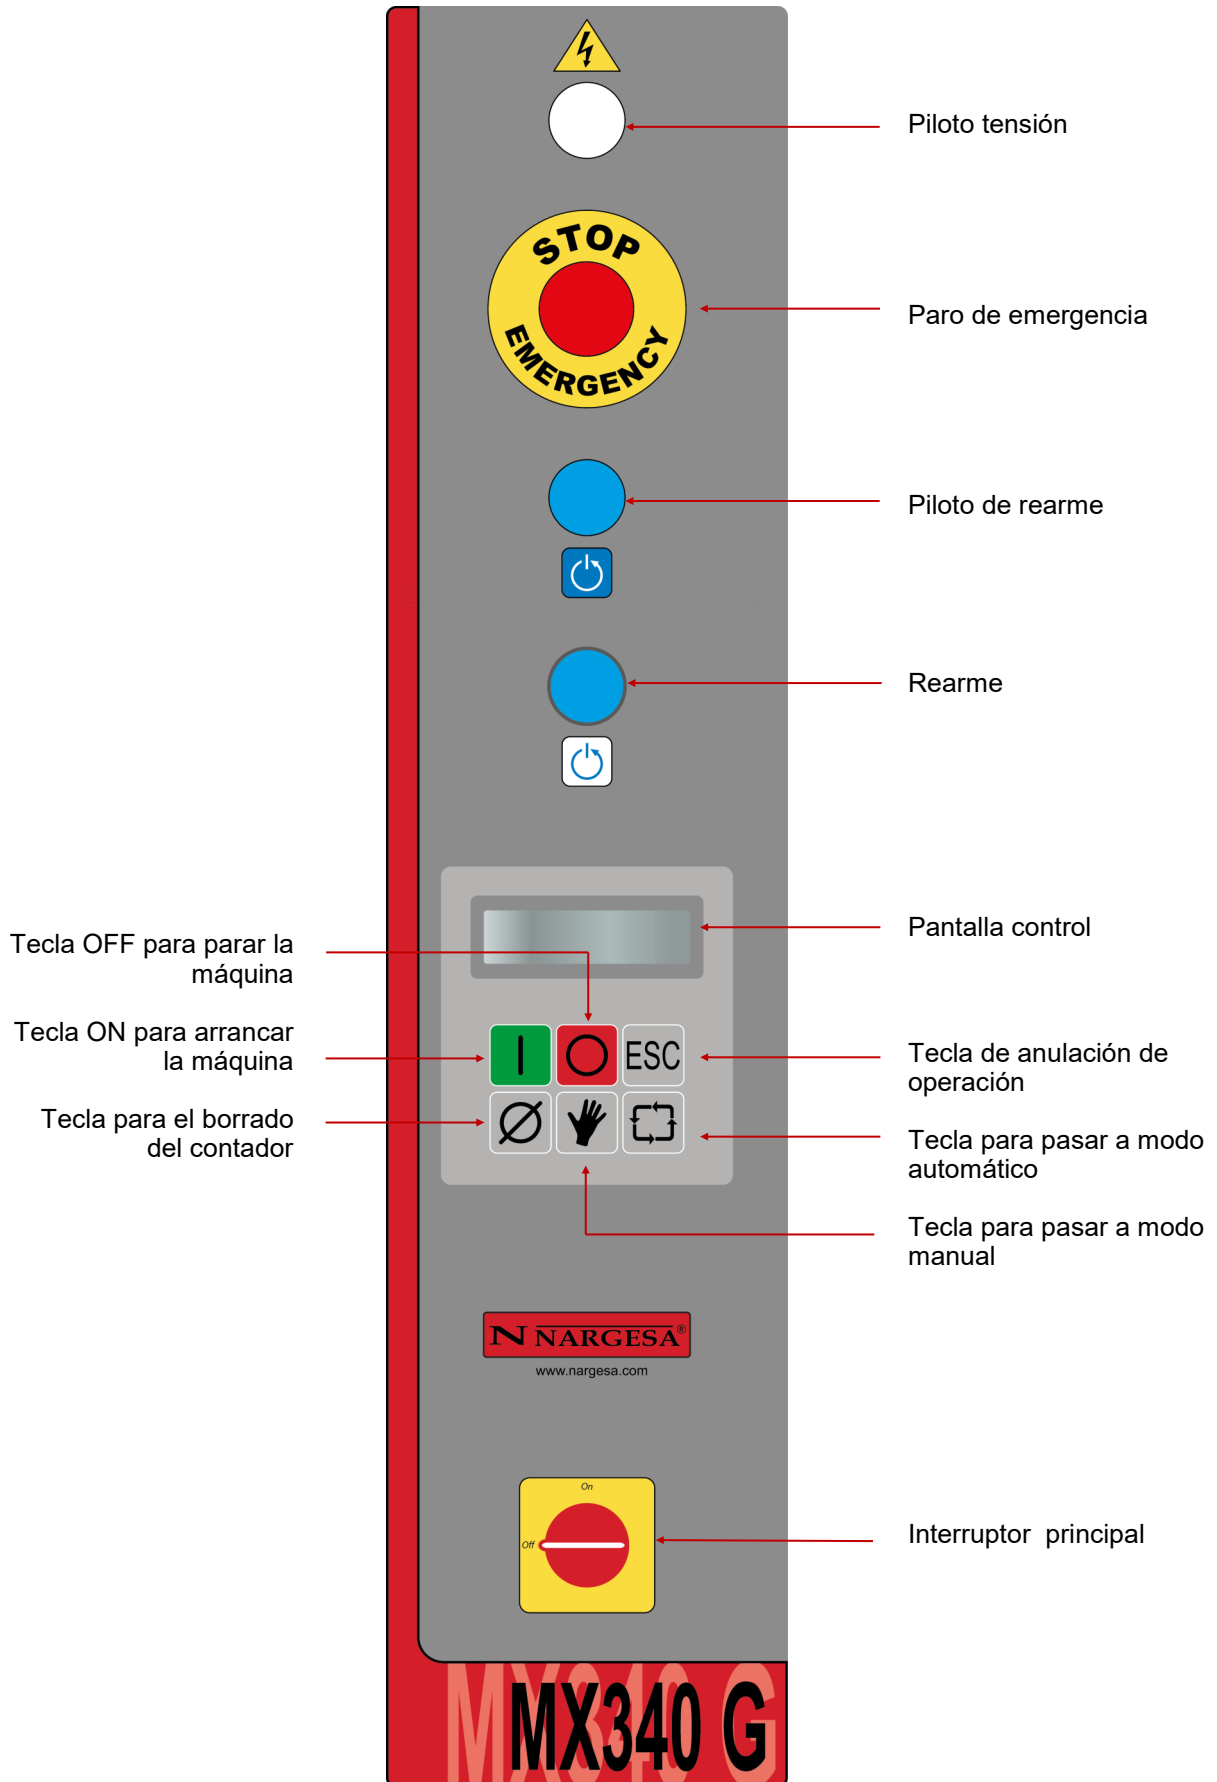 Piloto tensión
STOP
EMERGENCY
Paro de emergencia
Piloto de rearme
Rearme
Pantalla control
Tecla OFF para parar la
máquina
Tecla ON para arrancar
la máquina
ESC
Tecla de anulación de
operación
Tecla para el borrado
del contador
Tecla para pasar a modo
automático
Tecla para pasar a modo
manual
N NARGESA®
www.nargesa.com
On
Off
Interruptor principal
MX340 G
MX340 G